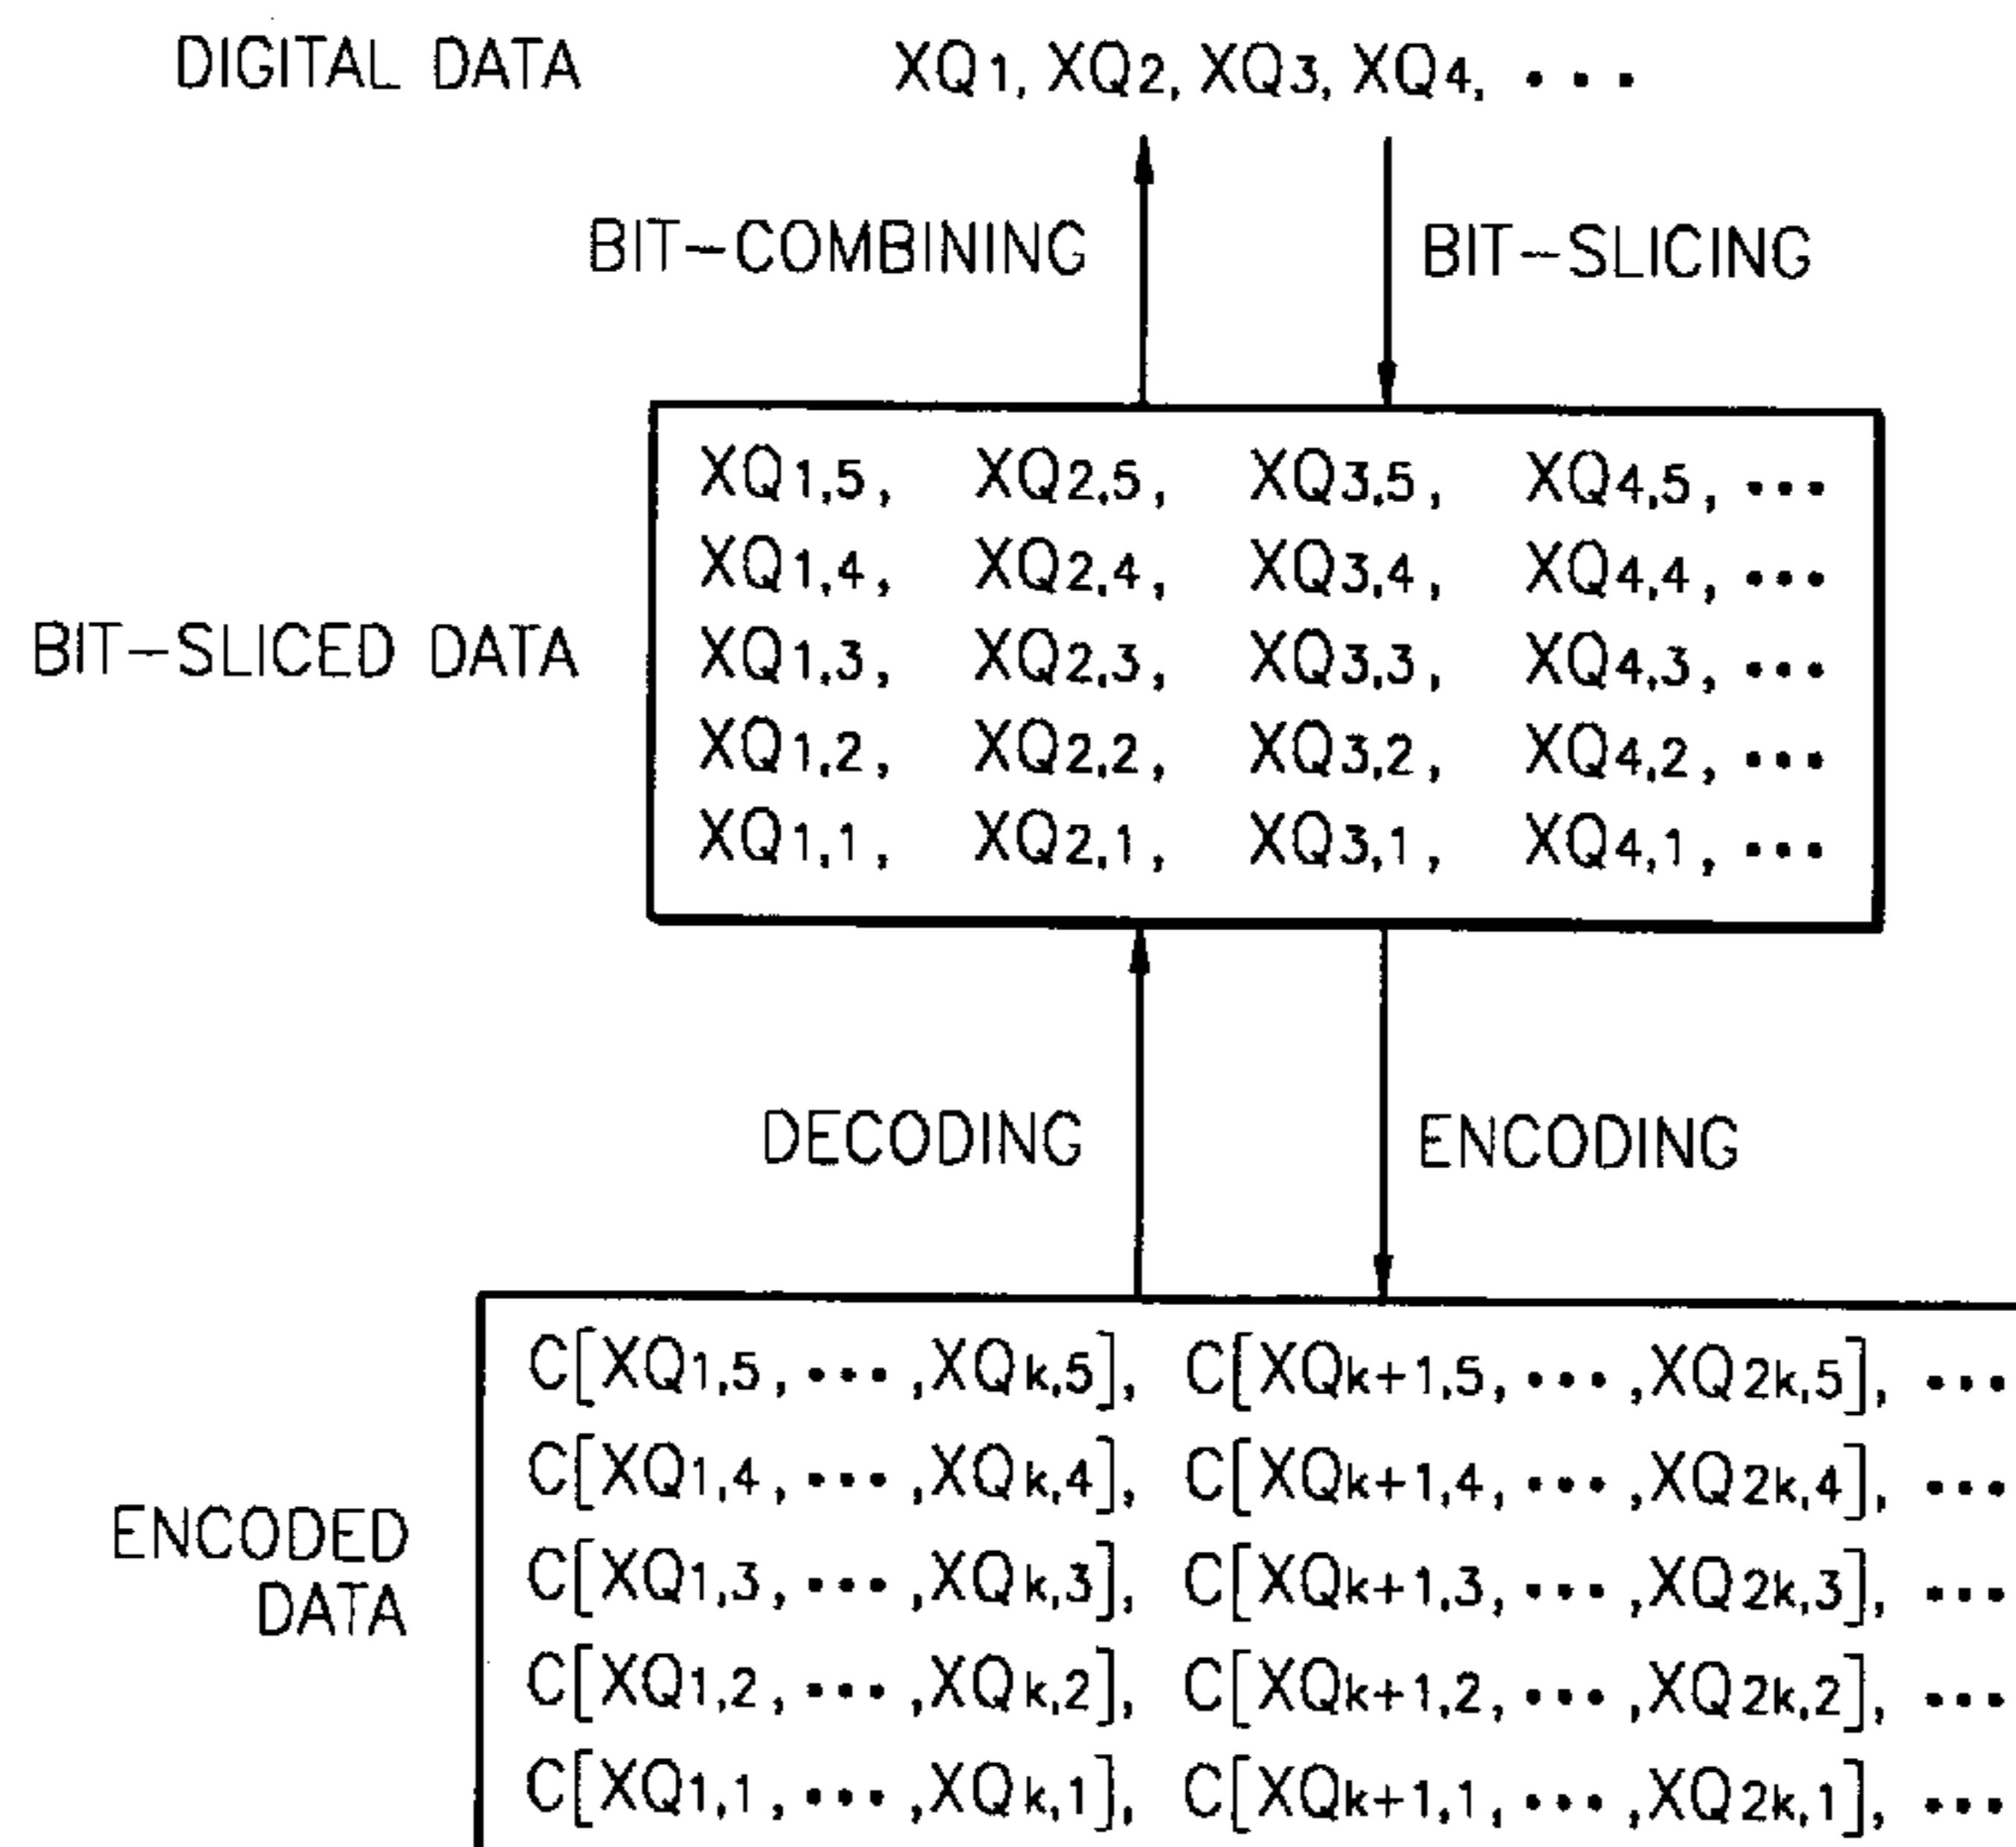 DIGITAL DATA XQ1, XQ2, XQ3, XQ4, •••
BIT-COMBINING BIT-SLICING
XQ1,5, XQ2,5, XQ3,5, XQ4,5, •••
XQ1,4, XQ2,4, XQ3,4, XQ4,4, •••
BIT-SLICED DATA XQ1,3, XQ2,3, XQ3,3, XQ4,3, •••
XQ1,2, XQ2,2, XQ3,2, XQ4,2, •••
XQ1,1, XQ2,1, XQ3,1, XQ4,1, •••
DECODING ENCODING
C[XQ1,5, ••• ,XQk,5], C[XQk+1,5, ••• ,XQ2k,5], •••
C[XQ1,4, ••• ,XQk,4], C[XQk+1,4, ••• ,XQ2k,4], •••
ENCODED
DATA
C[XQ1,3, ••• ,XQk,3], C[XQk+1,3, ••• ,XQ2k,3], •••
C[XQ1,2, ••• ,XQk,2], C[XQk+1,2, ••• ,XQ2k,2], •••
C[XQ1,1, ••• ,XQk,1], C[XQk+1,1, ••• ,XQ2k,1], •••